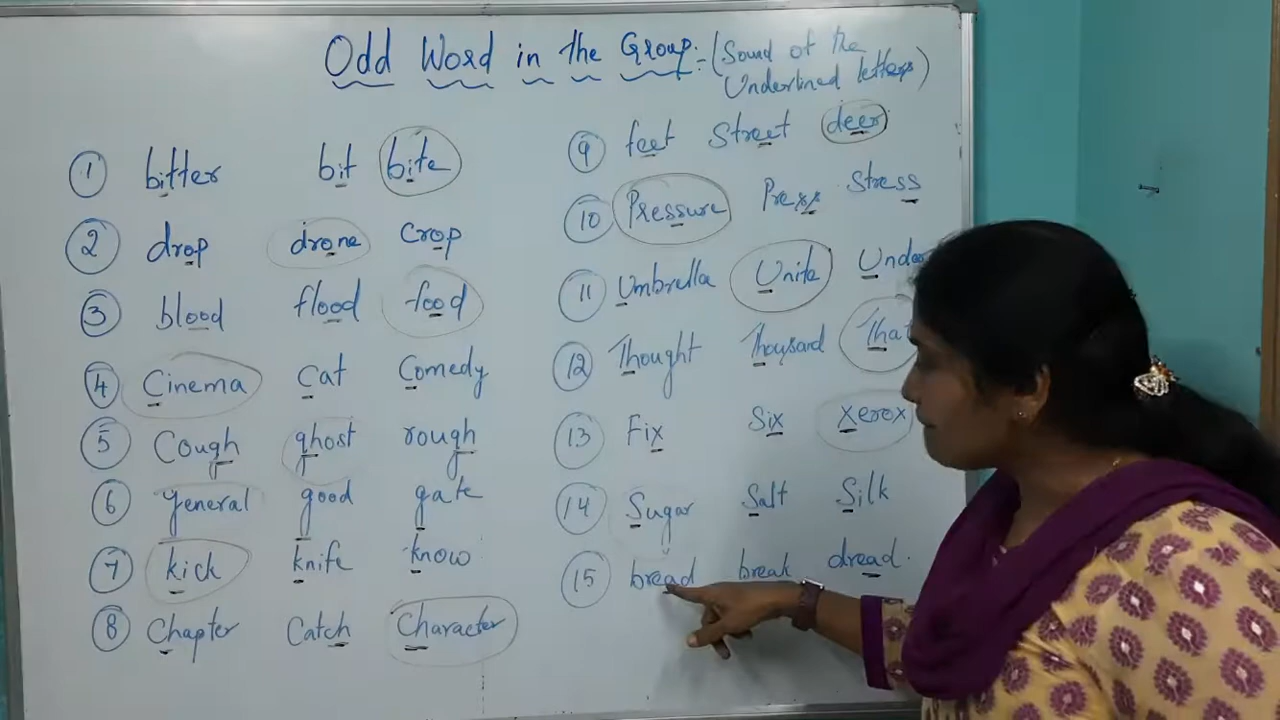 Odd Word in the Group:- (Sound of the
Underlined letters)
1 bitter bit bite
2 drop drone crop
3 blood flood food
4 Cinema Cat Comedy
5 Cough ghost rough
6 general good gate
7 kick knife know
8 Chapter Catch Character
9 feet Street deer
10 Pressure Press Stress
11 Umbrella Unite Under
12 Thought Thousand That
13 Fix Six Xerox
14 Sugar Salt Silk
15 bread break dread.